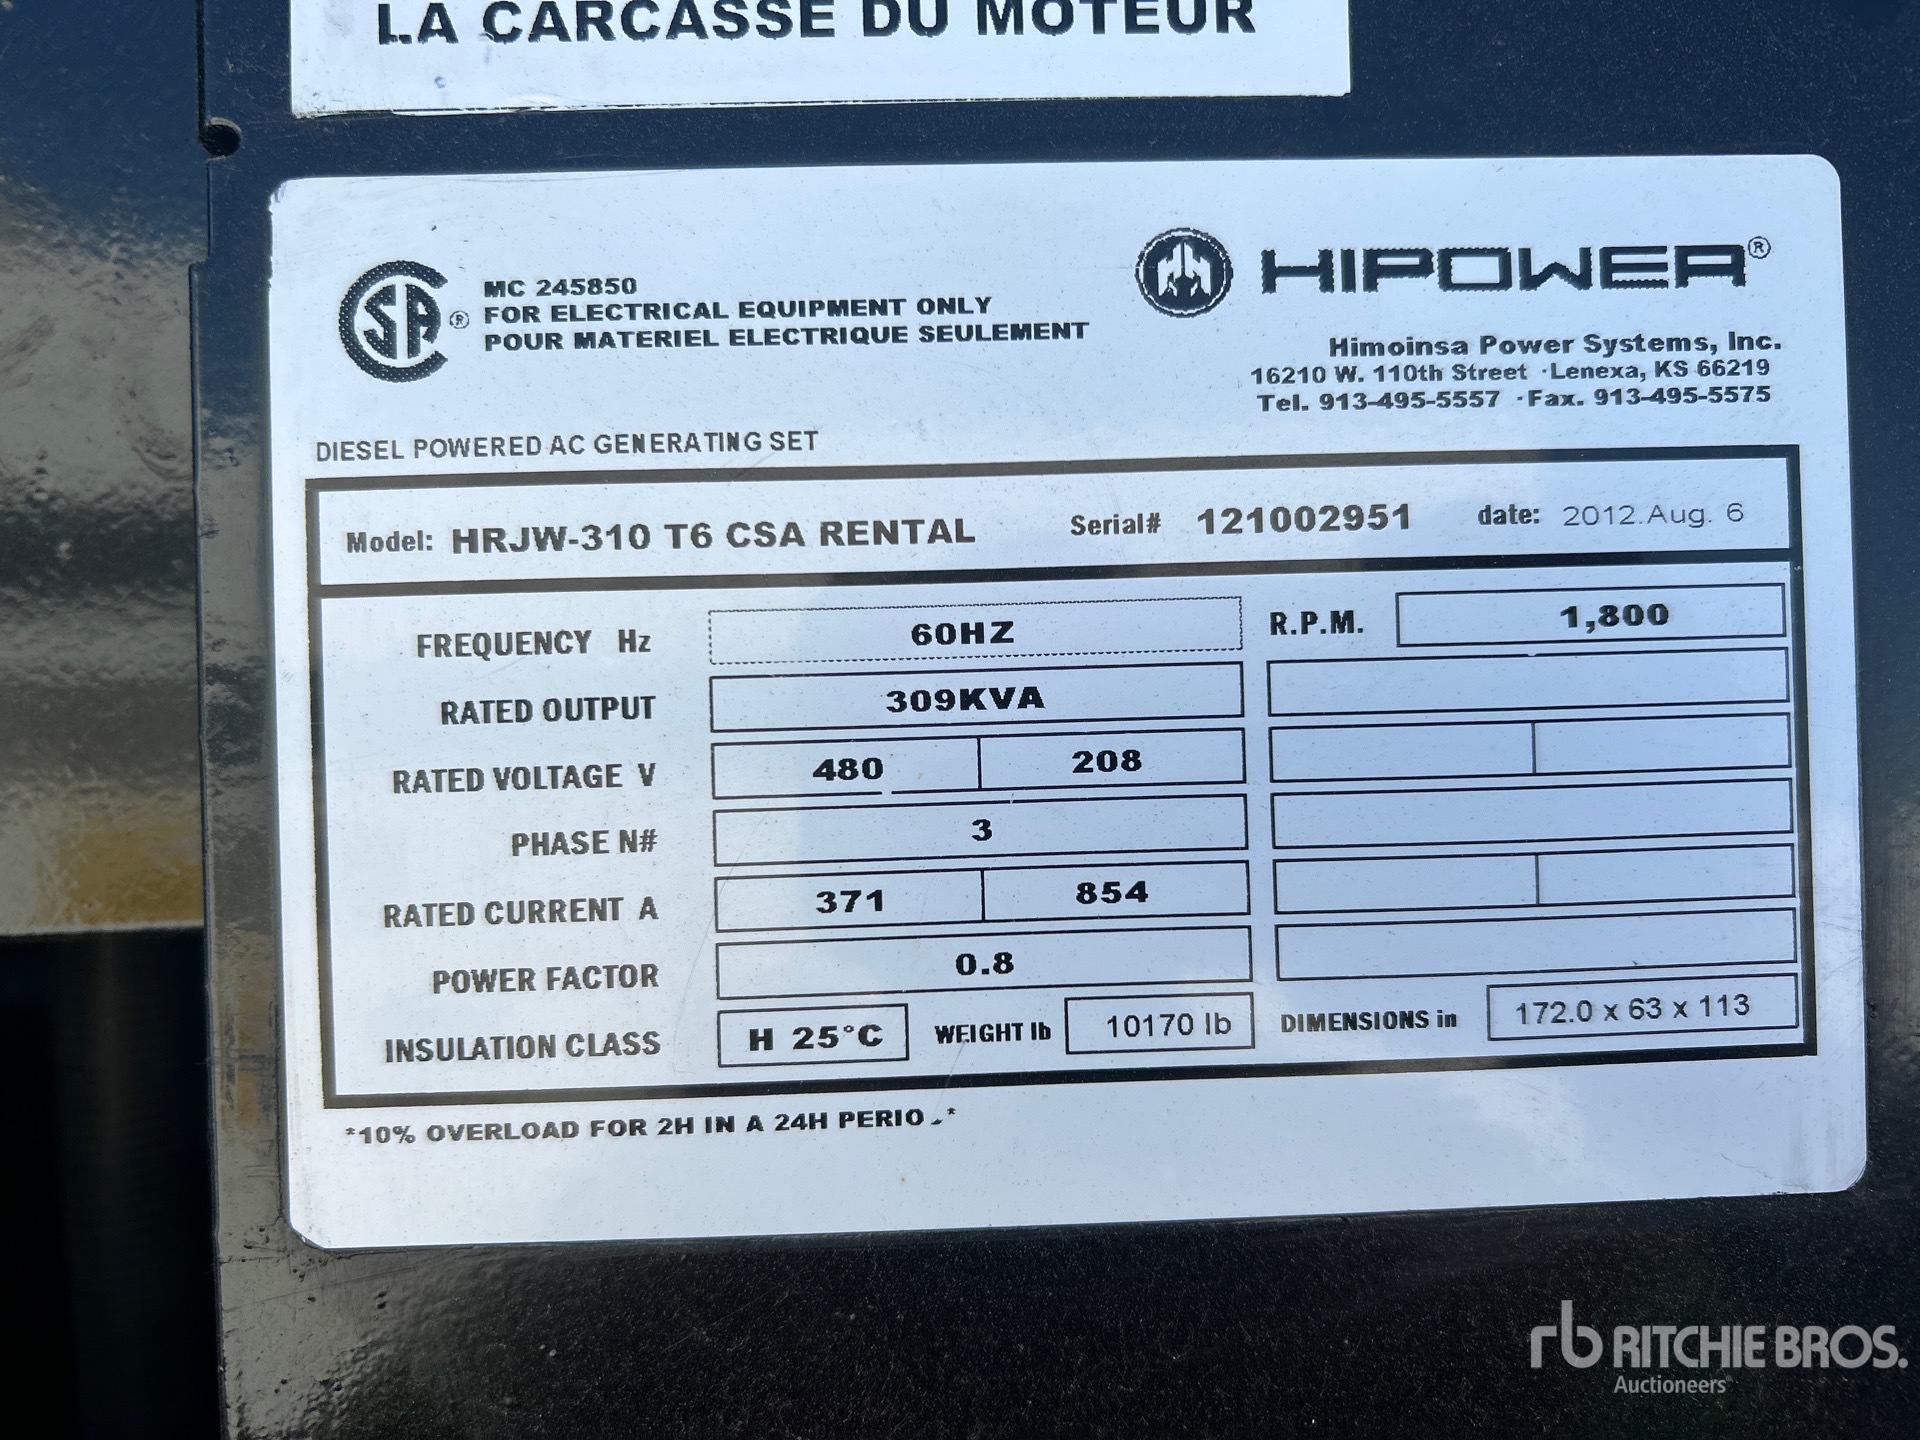 LA CARCASSE DU MOTEUR
CSA® MC 245850
FOR ELECTRICAL EQUIPMENT ONLY
POUR MATERIEL ELECTRIQUE SEULEMENT
HIPOWER®
Himoinsa Power Systems, Inc.
16210 W. 110th Street ·Lenexa, KS 66219
Tel. 913-495-5557 ·Fax. 913-495-5575
DIESEL POWERED AC GENERATING SET
Model: HRJW-310 T6 CSA RENTAL Serial# 121002951 date: 2012.Aug. 6
FREQUENCY Hz 60HZ R.P.M. 1,800
RATED OUTPUT 309KVA
RATED VOLTAGE V 480 208
PHASE N# 3
RATED CURRENT A 371 854
POWER FACTOR 0.8
INSULATION CLASS H 25°C WEIGHT lb 10170 lb DIMENSIONS in 172.0 x 63 x 113
*10% OVERLOAD FOR 2H IN A 24H PERIO .*
rb RITCHIE BROS.
Auctioneers